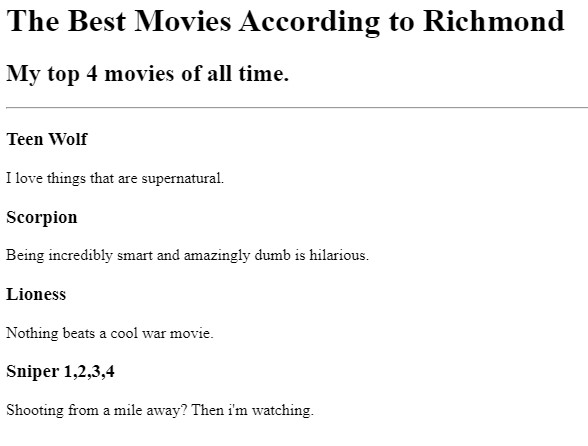 The Best Movies According to Richmond
My top 4 movies of all time.
Teen Wolf
I love things that are supernatural.
Scorpion
Being incredibly smart and amazingly dumb is hilarious.
Lioness
Nothing beats a cool war movie.
Sniper 1,2,3,4
Shooting from a mile away? Then i'm watching.